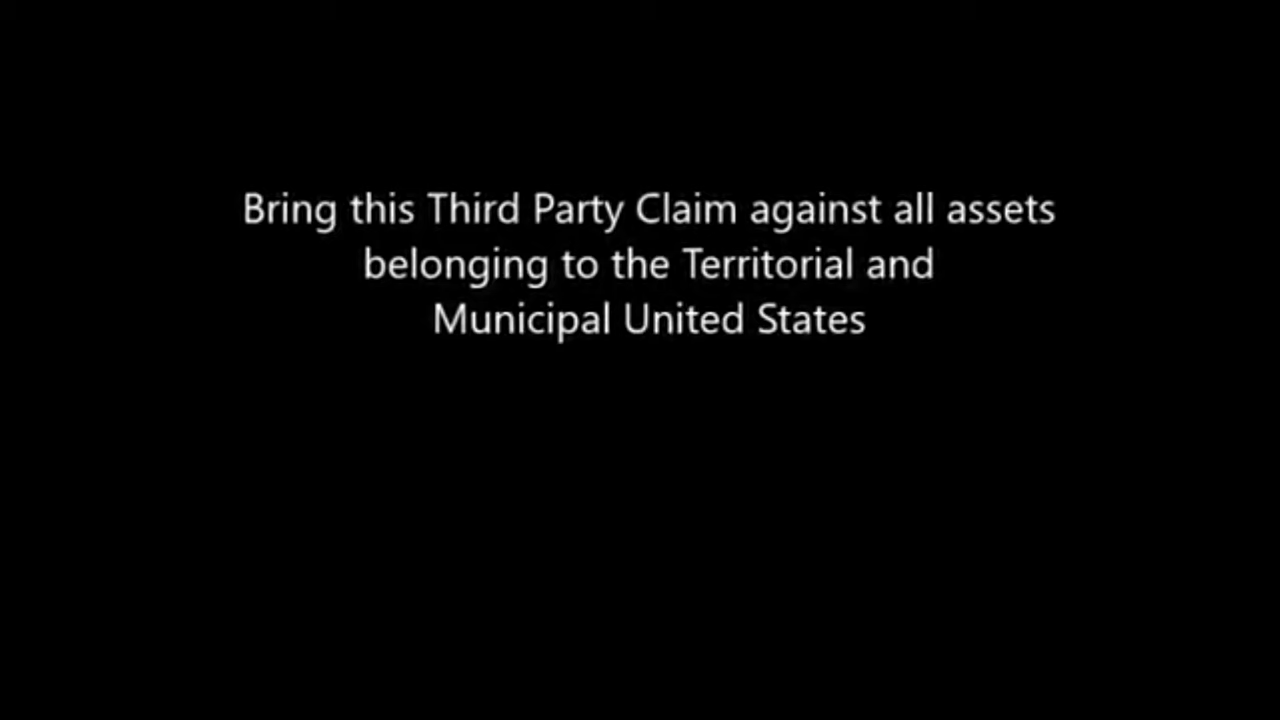 Bring this Third Party Claim against all assets
belonging to the Territorial and
Municipal United States